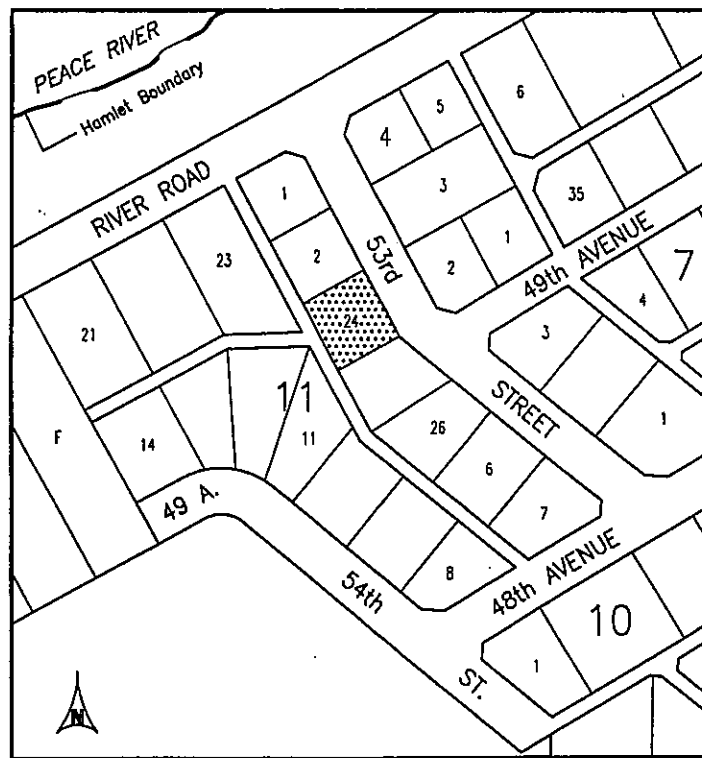 PEACE RIVER
Hamlet Boundary
RIVER ROAD
6
5
4
3
1
35
2
1
23
2
53rd
49th AVENUE
7
4
24
21
3
STREET
1
11
F
14
11
26
6
7
49 A.
8
54th
48th AVENUE
10
1
ST.
N